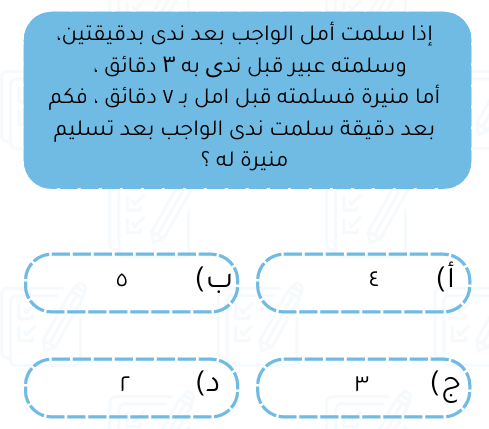 إذا سلمت أمل الواجب بعد ندى بدقيقتين،
وسلمته عبير قبل ندى به ٣ دقائق ،
أما منيرة فسلمته قبل امل بـ ٧ دقائق ، فكم
بعد دقيقة سلمت ندى الواجب بعد تسليم
منيرة له ؟
أ) ٤
ب) ٥
ج) ٣
د) ٢